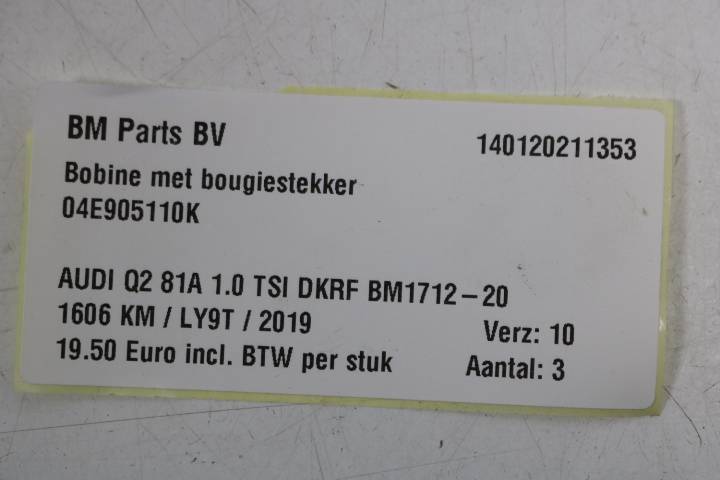 BM Parts BV 140120211353
Bobine met bougiestekker
04E905110K
AUDI Q2 81A 1.0 TSI DKRF BM1712-20
1606 KM / LY9T / 2019 Verz: 10
19.50 Euro incl. BTW per stuk Aantal: 3